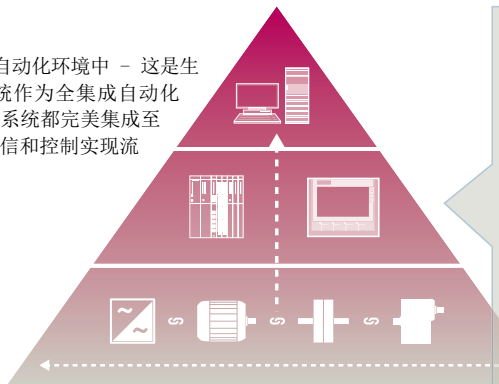 自动化环境中 – 这是生
统作为全集成自动化
系统都完美集成至
信和控制实现流